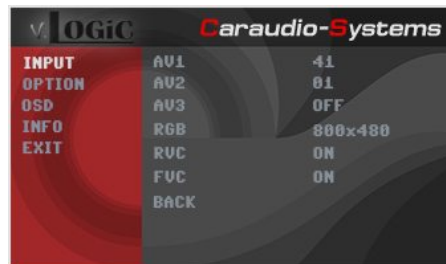 v.LOGiC Caraudio-Systems
INPUT AV1 41
OPTION AV2 01
OSD AV3 OFF
INFO RGB 800x480
EXIT RVC ON
FVC ON
BACK